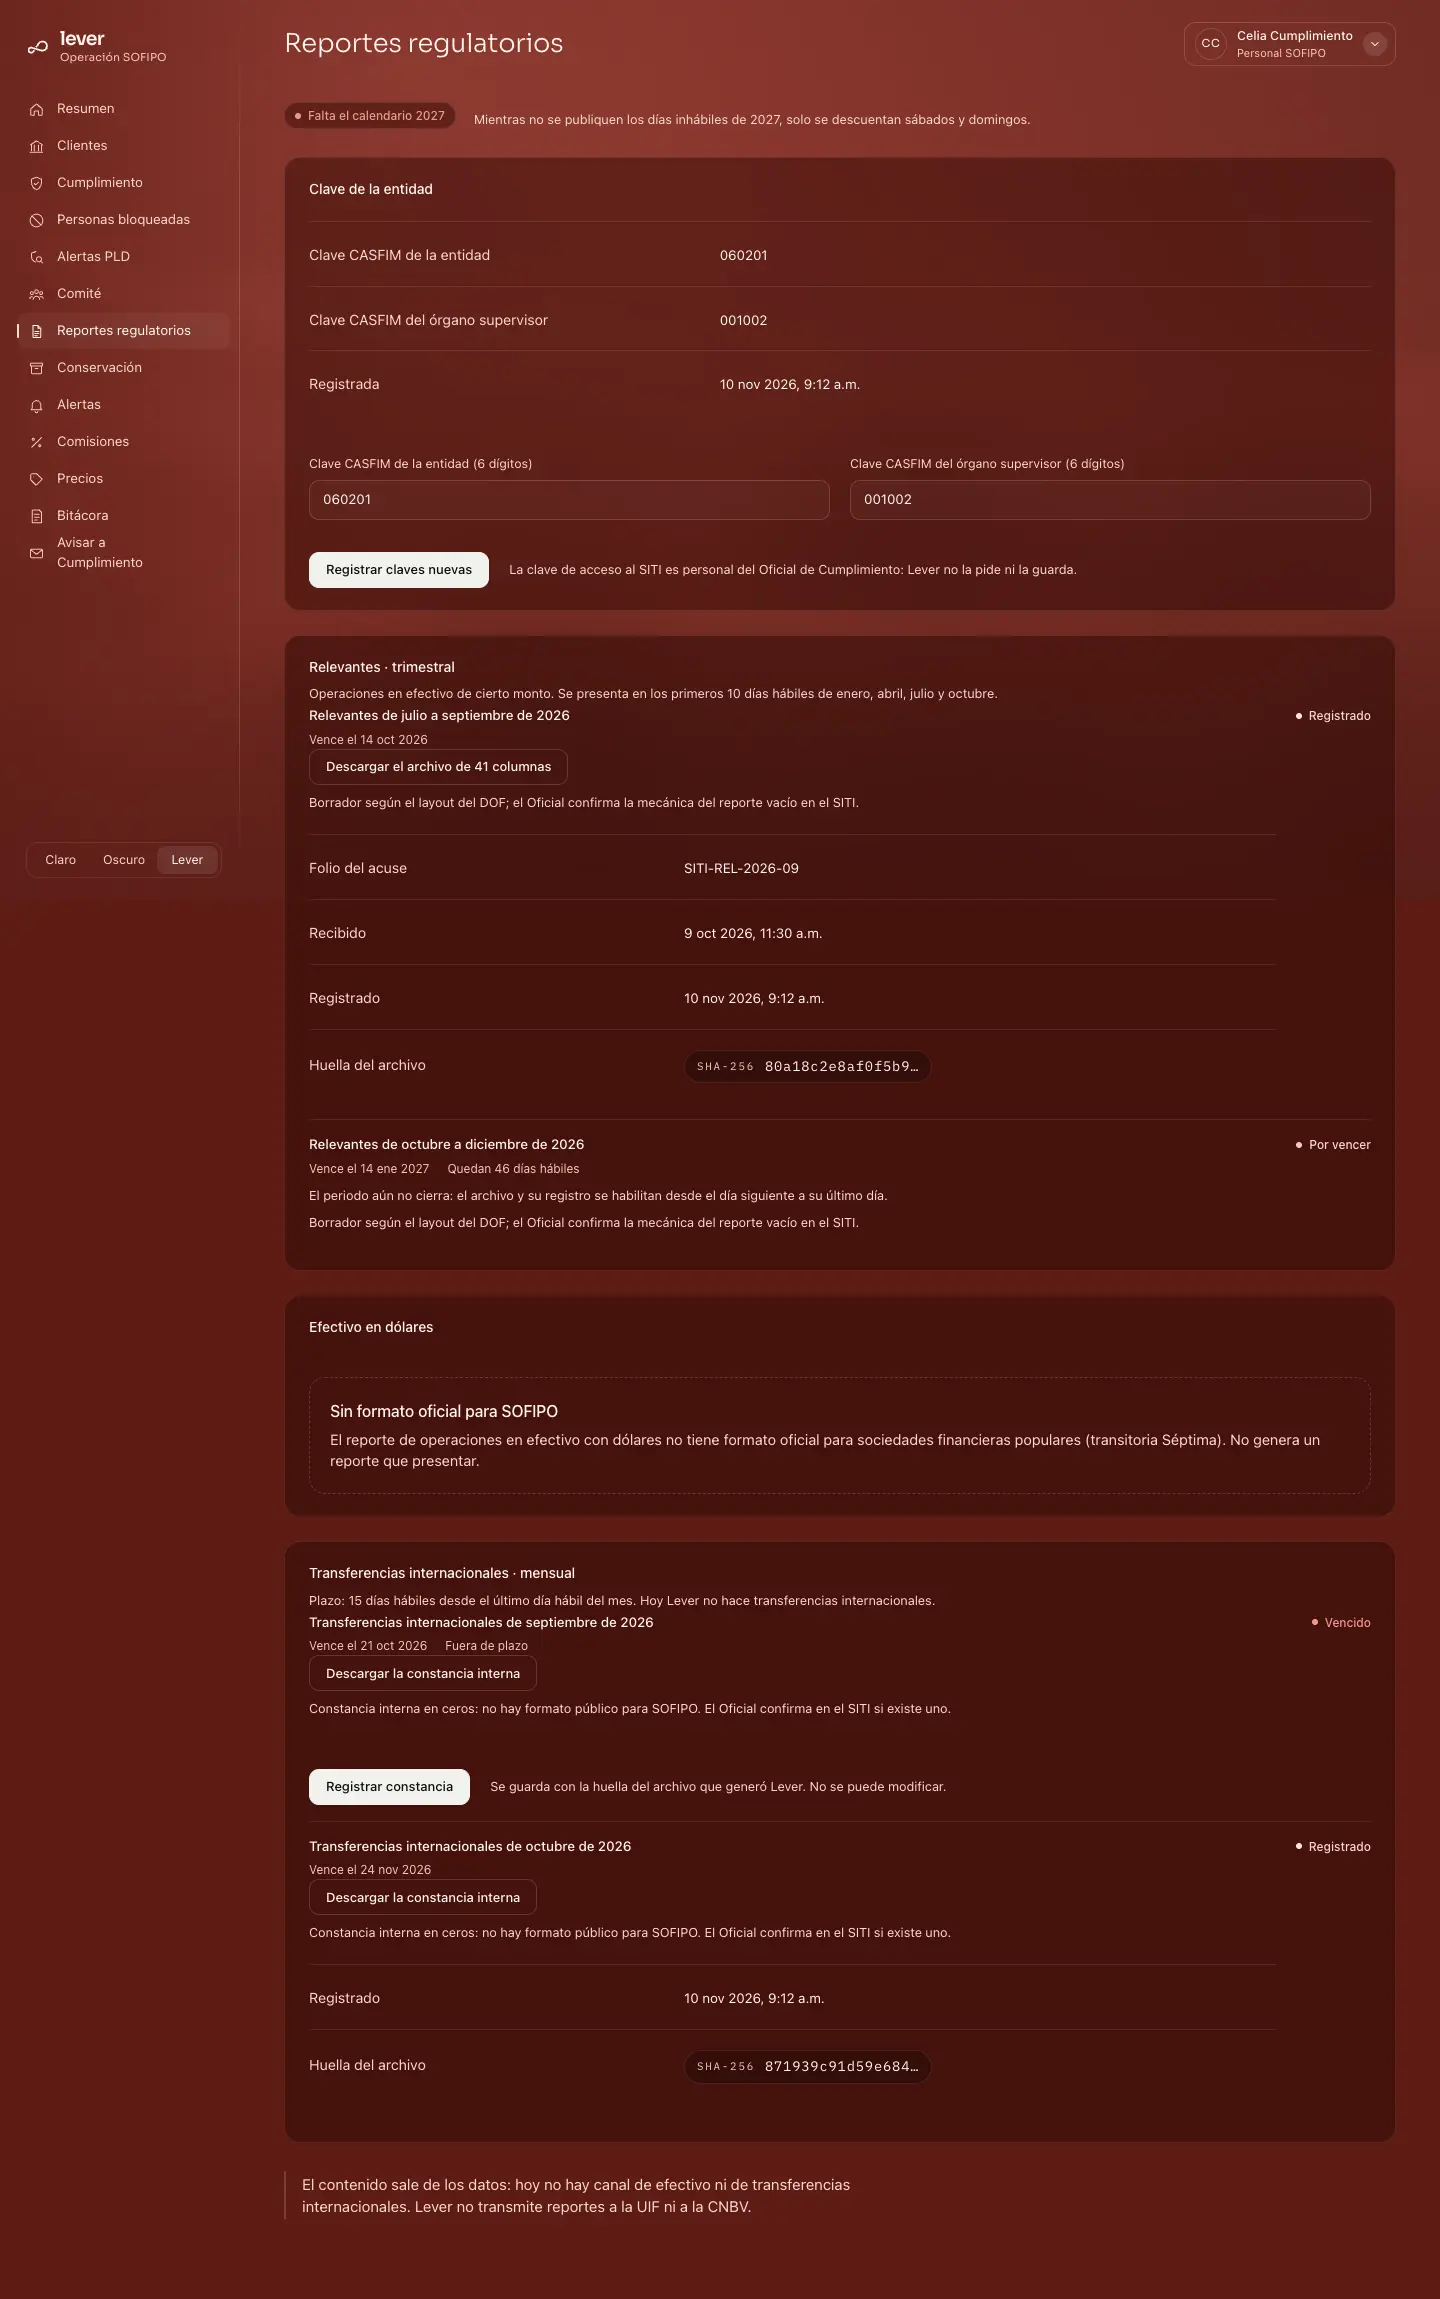 lever
Operación SOFIPO
Resumen
Clientes
Cumplimiento
Personas bloqueadas
Alertas PLD
Comité
Reportes regulatorios
Conservación
Alertas
Comisiones
Precios
Bitácora
Avisar a
Cumplimiento
Claro Oscuro Lever
Reportes regulatorios
CC
Celia Cumplimiento
Personal SOFIPO
Falta el calendario 2027
Mientras no se publiquen los días inhábiles de 2027, solo se descuentan sábados y domingos.
Clave de la entidad
Clave CASFIM de la entidad 060201
Clave CASFIM del órgano supervisor 001002
Registrada 10 nov 2026, 9:12 a.m.
Clave CASFIM de la entidad (6 dígitos) Clave CASFIM del órgano supervisor (6 dígitos)
060201 001002
Registrar claves nuevas La clave de acceso al SITI es personal del Oficial de Cumplimiento: Lever no la pide ni la guarda.
Relevantes · trimestral
Operaciones en efectivo de cierto monto. Se presenta en los primeros 10 días hábiles de enero, abril, julio y octubre.
Relevantes de julio a septiembre de 2026 Registrado
Vence el 14 oct 2026
Descargar el archivo de 41 columnas
Borrador según el layout del DOF; el Oficial confirma la mecánica del reporte vacío en el SITI.
Folio del acuse SITI-REL-2026-09
Recibido 9 oct 2026, 11:30 a.m.
Registrado 10 nov 2026, 9:12 a.m.
Huella del archivo SHA-256 80a18c2e8af0f5b9…
Relevantes de octubre a diciembre de 2026 Por vencer
Vence el 14 ene 2027 Quedan 46 días hábiles
El periodo aún no cierra: el archivo y su registro se habilitan desde el día siguiente a su último día.
Borrador según el layout del DOF; el Oficial confirma la mecánica del reporte vacío en el SITI.
Efectivo en dólares
Sin formato oficial para SOFIPO
El reporte de operaciones en efectivo con dólares no tiene formato oficial para sociedades financieras populares (transitoria Séptima). No genera un
reporte que presentar.
Transferencias internacionales · mensual
Plazo: 15 días hábiles desde el último día hábil del mes. Hoy Lever no hace transferencias internacionales.
Transferencias internacionales de septiembre de 2026 Vencido
Vence el 21 oct 2026 Fuera de plazo
Descargar la constancia interna
Constancia interna en ceros: no hay formato público para SOFIPO. El Oficial confirma en el SITI si existe uno.
Registrar constancia Se guarda con la huella del archivo que generó Lever. No se puede modificar.
Transferencias internacionales de octubre de 2026 Registrado
Vence el 24 nov 2026
Descargar la constancia interna
Constancia interna en ceros: no hay formato público para SOFIPO. El Oficial confirma en el SITI si existe uno.
Registrado 10 nov 2026, 9:12 a.m.
Huella del archivo SHA-256 871939c91d59e684…
El contenido sale de los datos: hoy no hay canal de efectivo ni de transferencias
internacionales. Lever no transmite reportes a la UIF ni a la CNBV.